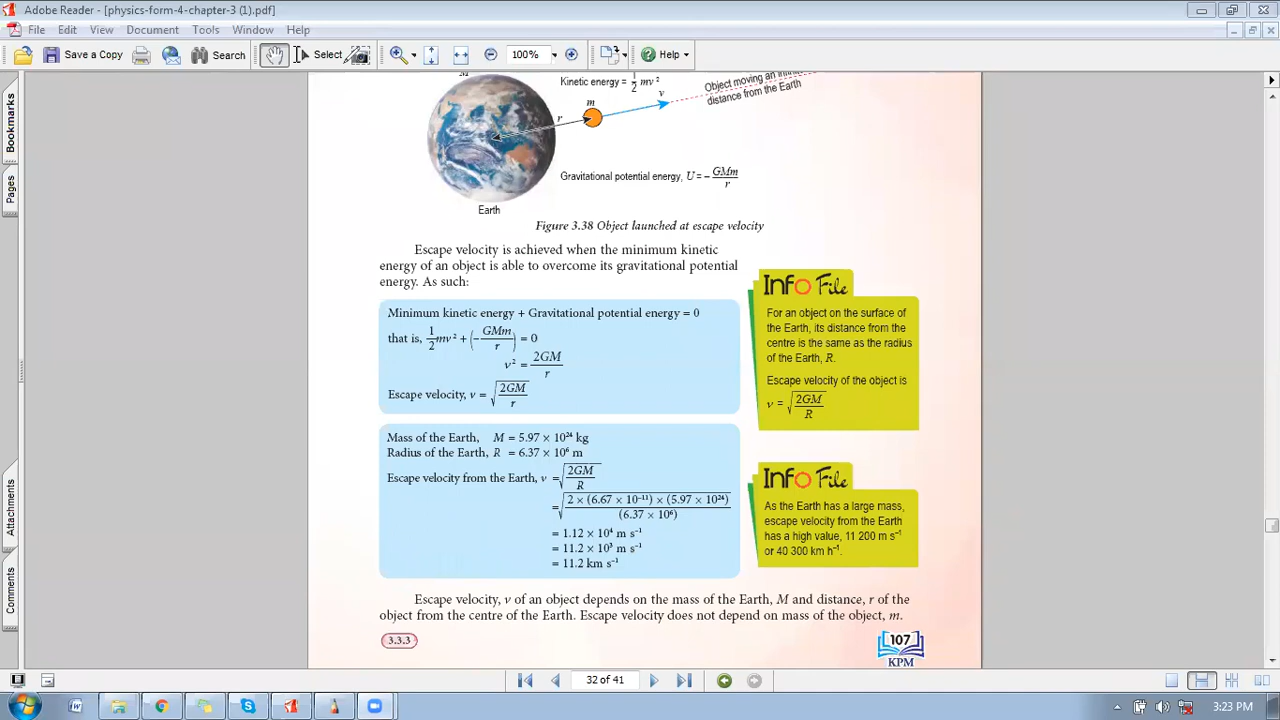 Adobe Reader - [physics-form-4-chapter-3 (1).pdf]
File Edit View Document Tools Window Help
Save a Copy Search Select 100% Help
Bookmarks
Pages
Attachments
Comments
M
Kinetic energy = 1/2 mv²
Object moving an
distance from the Earth
v
m
r
Gravitational potential energy, U = – GMm/r
Earth
Figure 3.38 Object launched at escape velocity
Escape velocity is achieved when the minimum kinetic
energy of an object is able to overcome its gravitational potential
energy. As such:
Minimum kinetic energy + Gravitational potential energy = 0
that is, 1/2 mv² + (– GMm/r) = 0
v² = 2GM/r
Escape velocity, v = √(2GM/r)
Mass of the Earth, M = 5.97 × 10²⁴ kg
Radius of the Earth, R = 6.37 × 10⁶ m
Escape velocity from the Earth, v = √(2GM/R)
= √(2 × (6.67 × 10⁻¹¹) × (5.97 × 10²⁴)/(6.37 × 10⁶))
= 1.12 × 10⁴ m s⁻¹
= 11.2 × 10³ m s⁻¹
= 11.2 km s⁻¹
Info File
For an object on the surface of
the Earth, its distance from the
centre is the same as the radius
of the Earth, R.
Escape velocity of the object is
v = √(2GM/R)
Info File
As the Earth has a large mass,
escape velocity from the Earth
has a high value, 11 200 m s⁻¹
or 40 300 km h⁻¹.
Escape velocity, v of an object depends on the mass of the Earth, M and distance, r of the
object from the centre of the Earth. Escape velocity does not depend on mass of the object, m.
3.3.3
107
KPM
32 of 41
3:23 PM